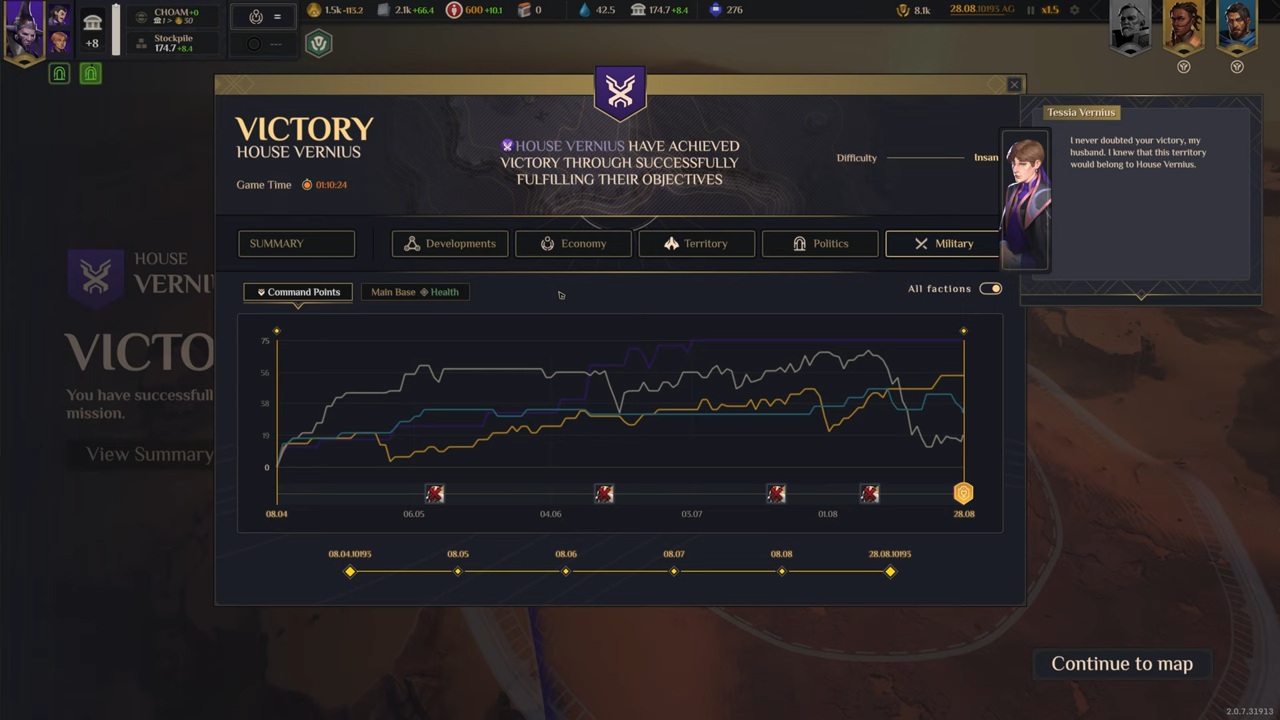 CHOAM +0
1> 50
Stockpile
174.7 +8.4
+8
=
---
1.5k -113.2
2.1k +66.4
600 +10.1
0
42.5
174.7 +8.4
276
8.1k
28.08.10193 AG
x1.5
VICTORY
HOUSE VERNIUS
Game Time 01:10:24
HOUSE VERNIUS HAVE ACHIEVED
VICTORY THROUGH SUCCESSFULLY
FULFILLING THEIR OBJECTIVES
Difficulty
Insan
Tessia Vernius
I never doubted your victory, my
husband. I knew that this territory
would belong to House Vernius.
SUMMARY
Developments
Economy
Territory
Politics
Military
Command Points
Main Base Health
All factions
75
56
38
19
0
08.04
06.05
04.06
03.07
01.08
28.08
08.04.10193
08.05
08.06
08.07
08.08
28.08.10193
HOUSE
VERNI
VICTO
You have successful
mission.
View Summary
Continue to map
2.0.7.31913